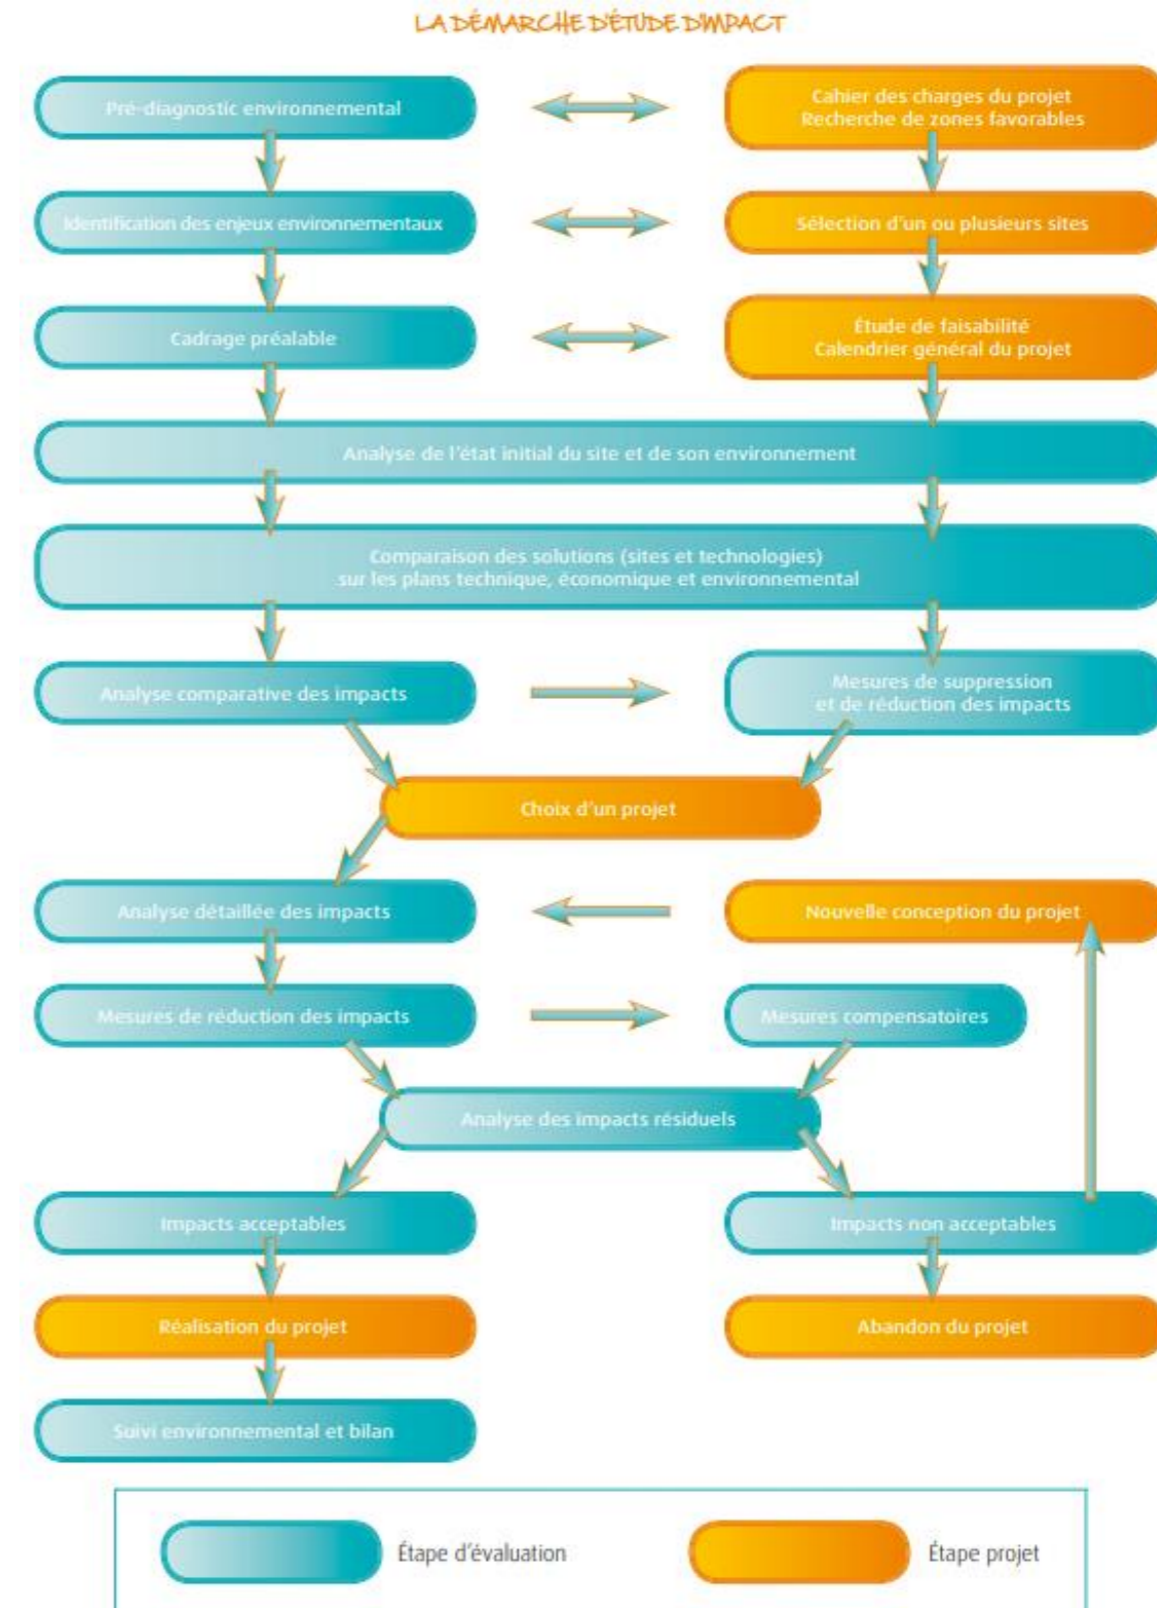 LA DÉMARCHE D'ÉTUDE D'IMPACT
Pré-diagnostic environnemental
Cahier des charges du projet
Recherche de zones favorables
Identification des enjeux environnementaux
Sélection d'un ou plusieurs sites
Cadrage préalable
Étude de faisabilité
Calendrier général du projet
Analyse de l'état initial du site et de son environnement
Comparaison des solutions (sites et technologies)
sur les plans technique, économique et environnemental
Analyse comparative des impacts
Mesures de suppression
et de réduction des impacts
Choix d'un projet
Analyse détaillée des impacts
Nouvelle conception du projet
Mesures de réduction des impacts
Mesures compensatoires
Analyse des impacts résiduels
Impacts acceptables
Impacts non acceptables
Réalisation du projet
Abandon du projet
Suivi environnemental et bilan
Étape d'évaluation
Étape projet